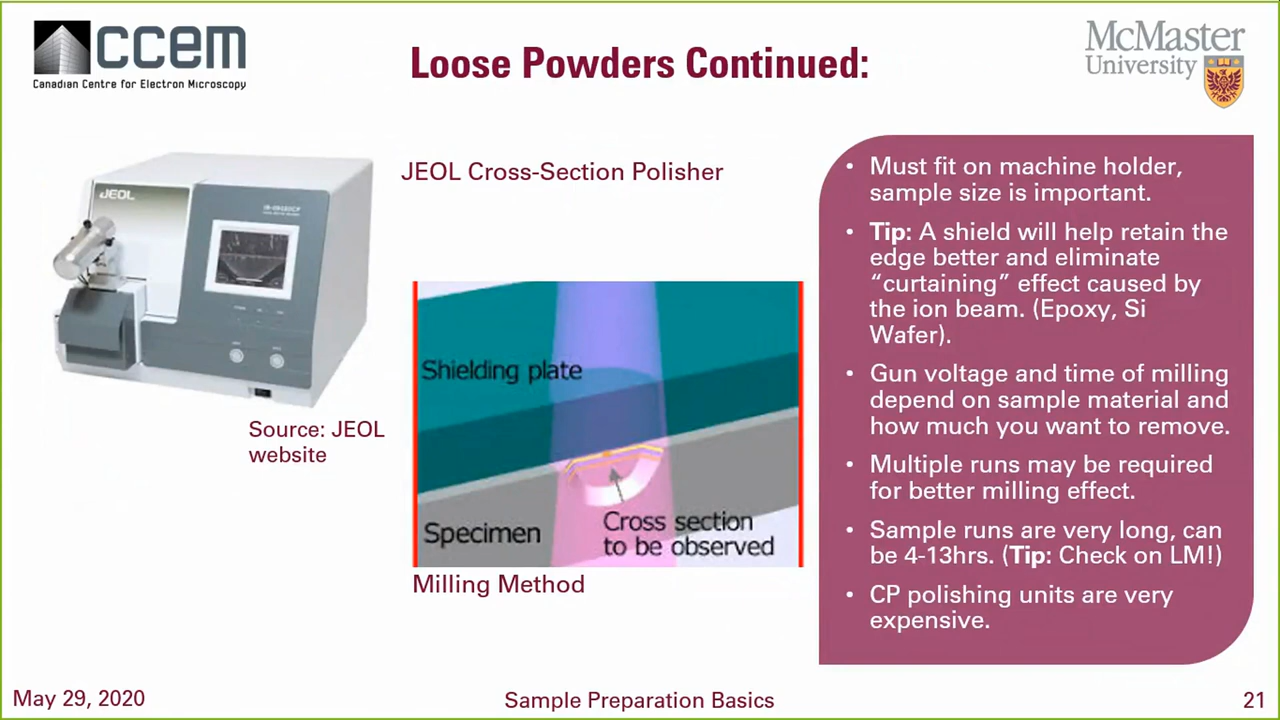 ccem
Canadian Centre for Electron Microscopy
Loose Powders Continued:
McMaster
University
JEOL
JEOL Cross-Section Polisher
Source: JEOL
website
Shielding plate
Specimen
Cross section
to be observed
Milling Method
• Must fit on machine holder,
sample size is important.
• Tip: A shield will help retain the
edge better and eliminate
“curtaining” effect caused by
the ion beam. (Epoxy, Si
Wafer).
• Gun voltage and time of milling
depend on sample material and
how much you want to remove.
• Multiple runs may be required
for better milling effect.
• Sample runs are very long, can
be 4-13hrs. (Tip: Check on LM!)
• CP polishing units are very
expensive.
May 29, 2020
Sample Preparation Basics
21